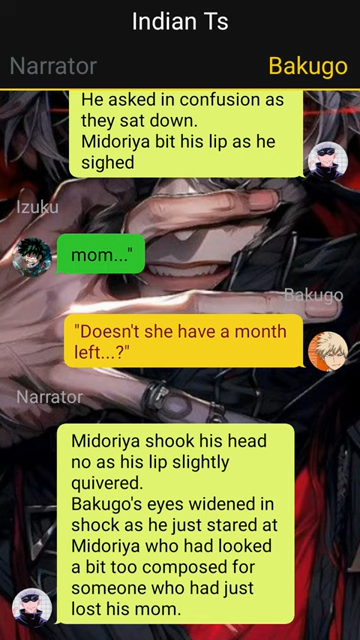 Indian Ts
Narrator Bakugo
He asked in confusion as
they sat down.
Midoriya bit his lip as he
sighed
Izuku
mom..."
Bakugo
"Doesn't she have a month
left...?"
Narrator
Midoriya shook his head
no as his lip slightly
quivered.
Bakugo's eyes widened in
shock as he just stared at
Midoriya who had looked
a bit too composed for
someone who had just
lost his mom.